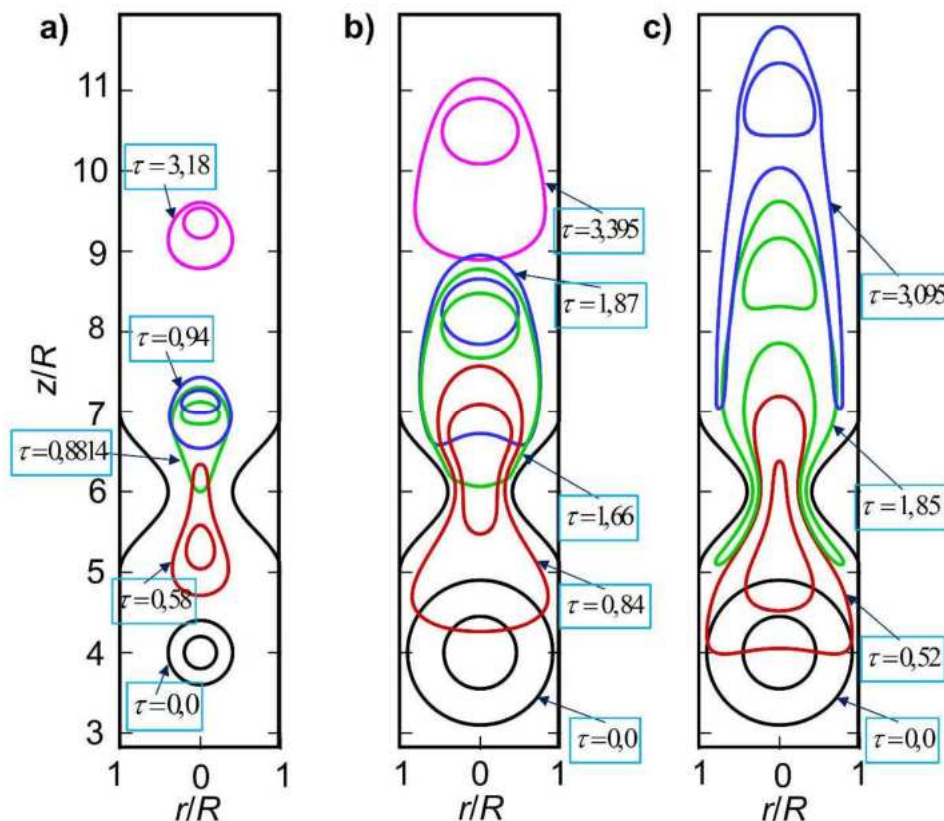 a)
b)
c)
z/R
11
10
9
8
7
6
5
4
3
τ=3,18
τ=0,94
τ=0,8814
τ=0,58
τ=0,0
τ=3,395
τ=1,87
τ=1,66
τ=0,84
τ=0,0
τ=3,095
τ=1,85
τ=0,52
τ=0,0
1 0 1
1 0 1
1 0 1
r/R
r/R
r/R